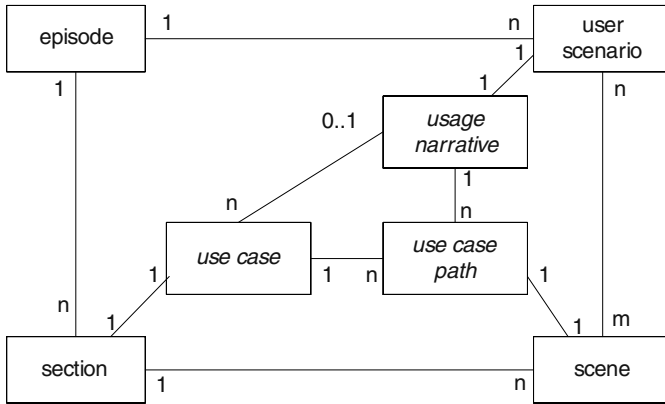 1
n
episode
user
scenario
1
1
1
n
0..1
usage
narrative
1
n
n
use case
use case
path
1
1
n
1
n
1
1
m
section
scene
1
n